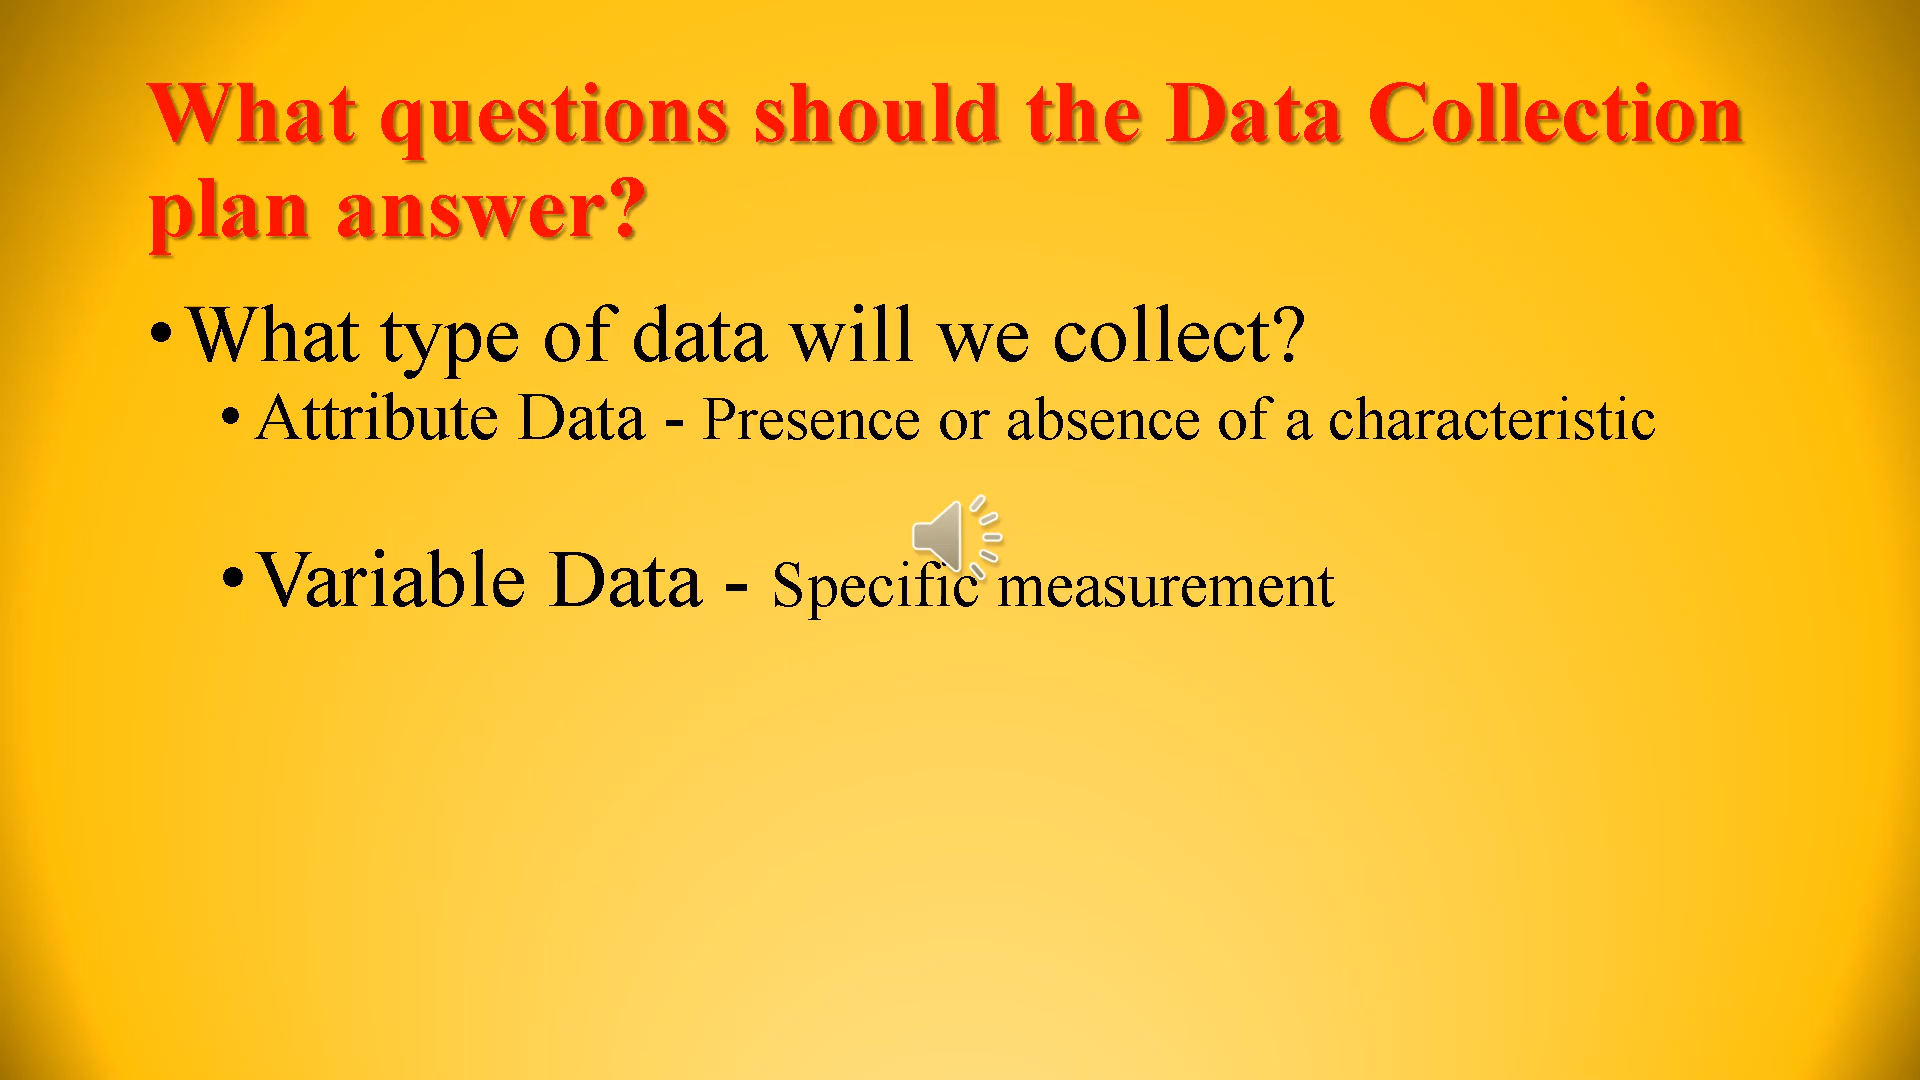 What questions should the Data Collection
plan answer?
• What type of data will we collect?
• Attribute Data - Presence or absence of a characteristic
• Variable Data - Specific measurement